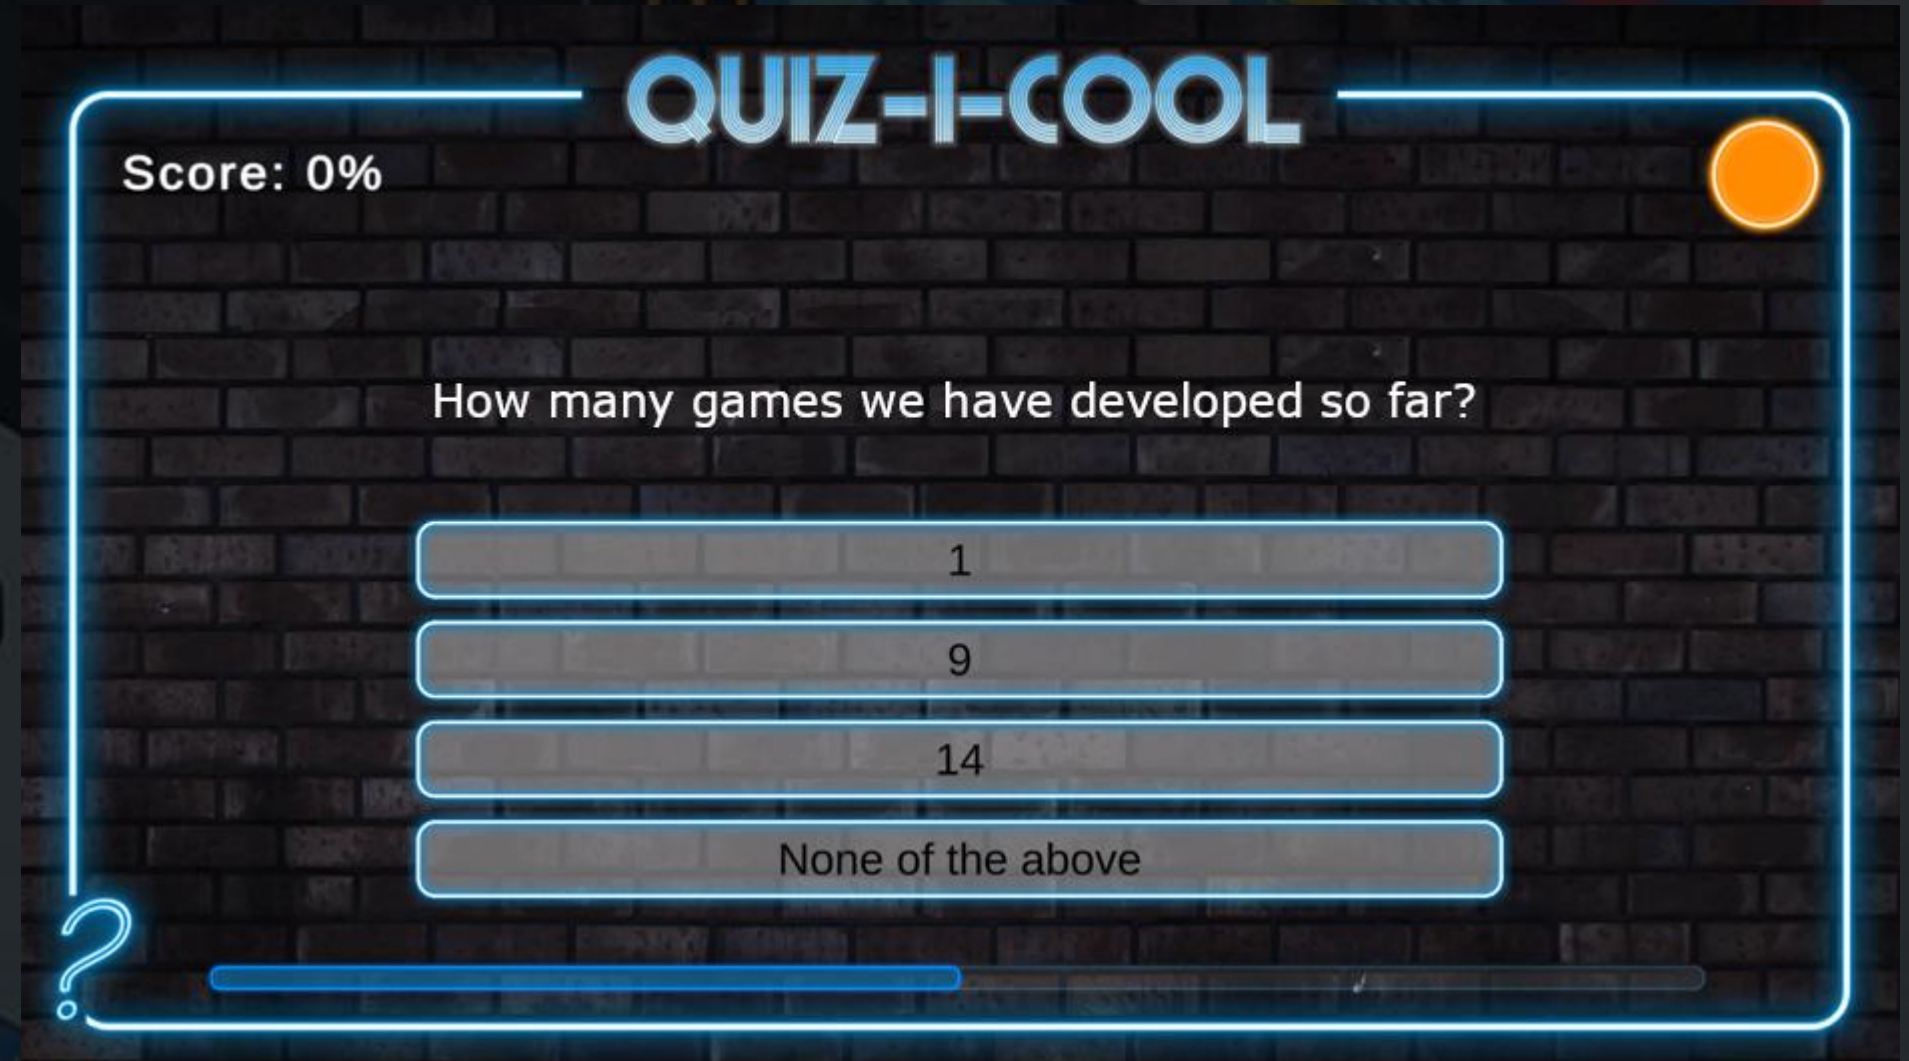 QUIZ-I-COOL
Score: 0%
How many games we have developed so far?
1
9
14
None of the above
?